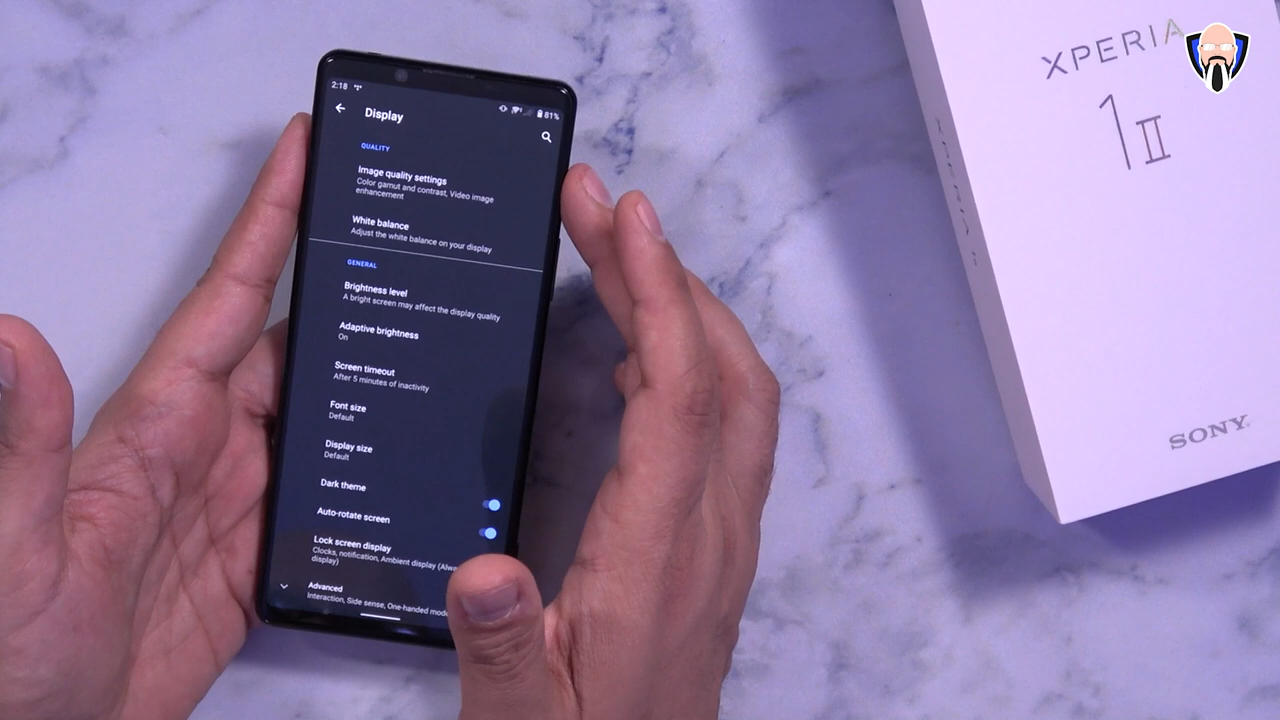 2:18
81%
Display
QUALITY
Image quality settings
Color gamut and contrast, Video image
enhancement
White balance
Adjust the white balance on your display
GENERAL
Brightness level
A bright screen may affect the display quality
Adaptive brightness
On
Screen timeout
After 5 minutes of inactivity
Font size
Default
Display size
Default
Dark theme
Auto-rotate screen
Lock screen display
Clocks, notification, Ambient display (Alwa
display)
Advanced
Interaction, Side sense, One-handed mode
XPERIA
1 II
XPERIA
SONY